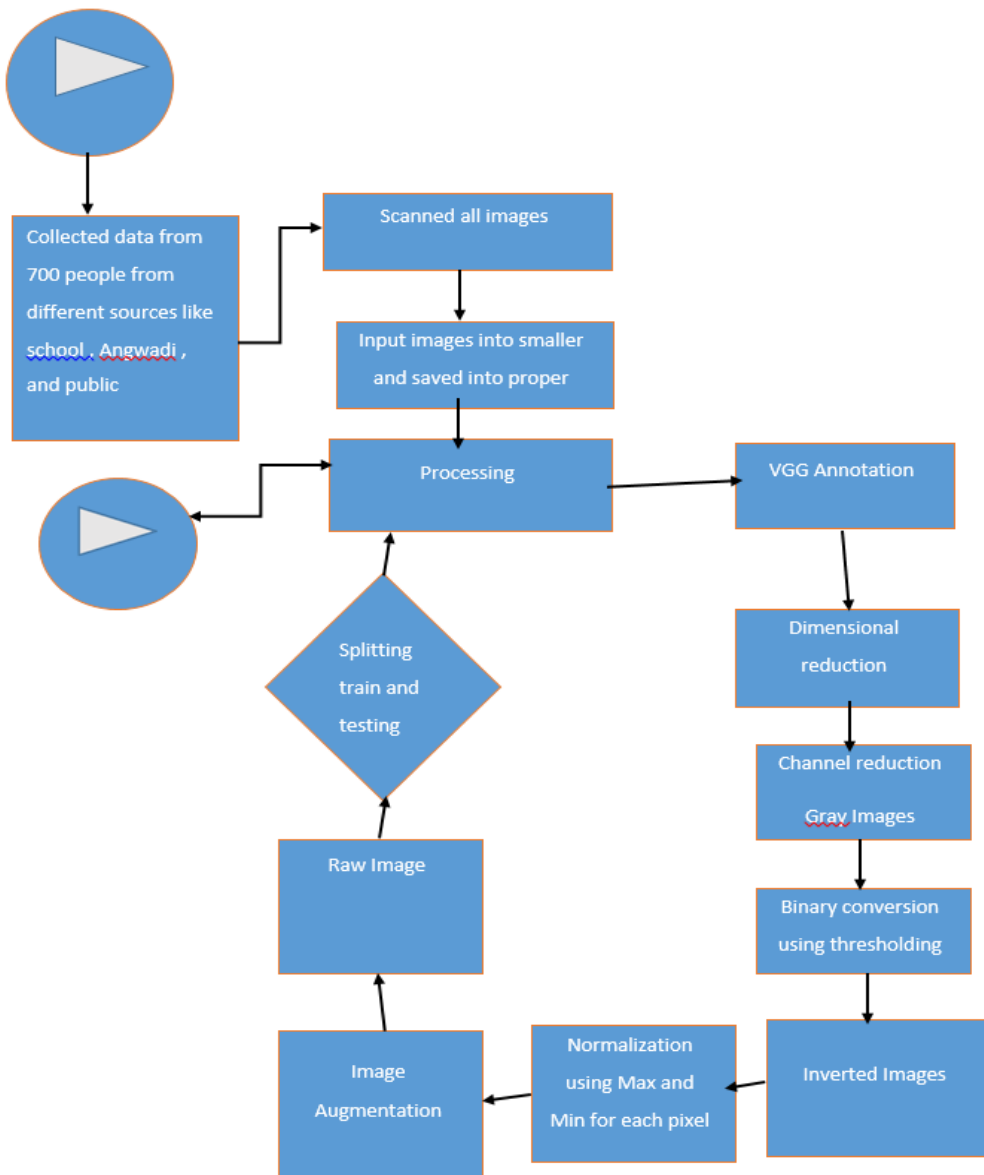 Collected data from
700 people from
different sources like
school , Angwadi ,
and public
Scanned all images
Input images into smaller
and saved into proper
Processing
VGG Annotation
Dimensional
reduction
Channel reduction
Gray Images
Binary conversion
using thresholding
Inverted Images
Normalization
using Max and
Min for each pixel
Image
Augmentation
Raw Image
Splitting
train and
testing